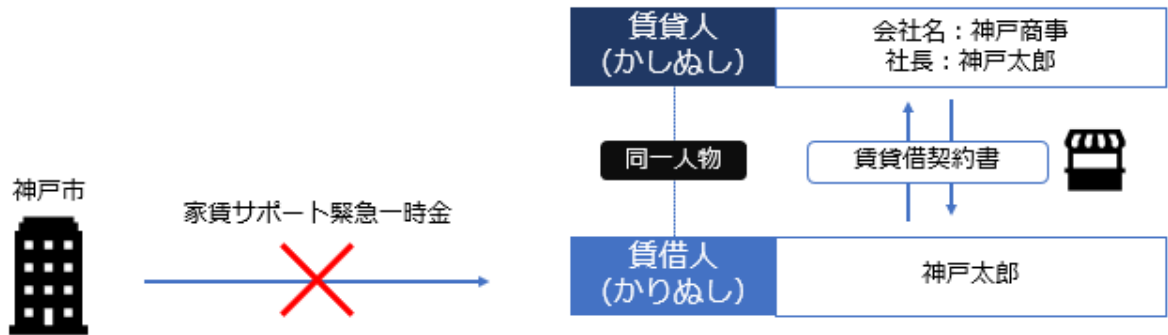 賃貸人
(かしぬし)
会社名：神戸商事
社長：神戸太郎
同一人物
賃貸借契約書
神戸市
家賃サポート緊急一時金
賃借人
(かりぬし)
神戸太郎